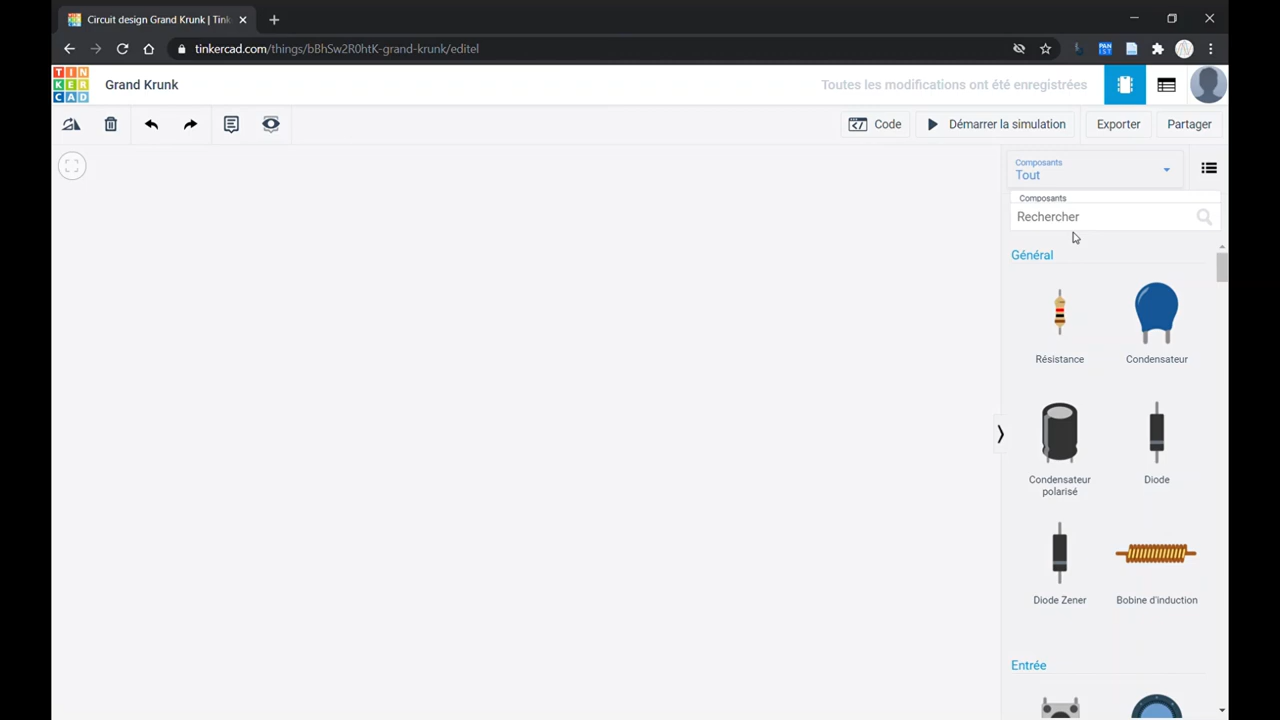 Circuit design Grand Krunk | Tink
tinkercad.com/things/bBhSw2R0htK-grand-krunk/editel
TIN
KER
CAD
Grand Krunk
Toutes les modifications ont été enregistrées
Code
Démarrer la simulation
Exporter
Partager
Composants
Tout
Composants
Rechercher
Général
Résistance
Condensateur
Condensateur
polarisé
Diode
Diode Zener
Bobine d'induction
Entrée